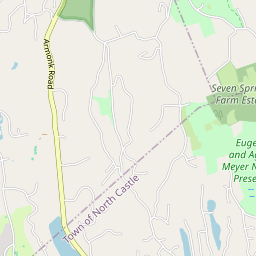 Armonk Road
Seven Spr
Farm Est
Euge
and A
Meyer N
Prese
Town of North Castle